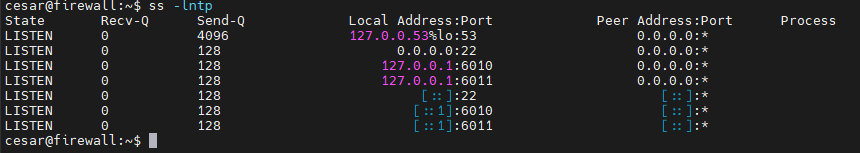 cesar@firewall:~$ ss -lntp
State Recv-Q Send-Q Local Address:Port Peer Address:Port Process
LISTEN 0 4096 127.0.0.53%lo:53 0.0.0.0:*
LISTEN 0 128 0.0.0.0:22 0.0.0.0:*
LISTEN 0 128 127.0.0.1:6010 0.0.0.0:*
LISTEN 0 128 127.0.0.1:6011 0.0.0.0:*
LISTEN 0 128 [::]:22 [::]:*
LISTEN 0 128 [::1]:6010 [::]:*
LISTEN 0 128 [::1]:6011 [::]:*
cesar@firewall:~$